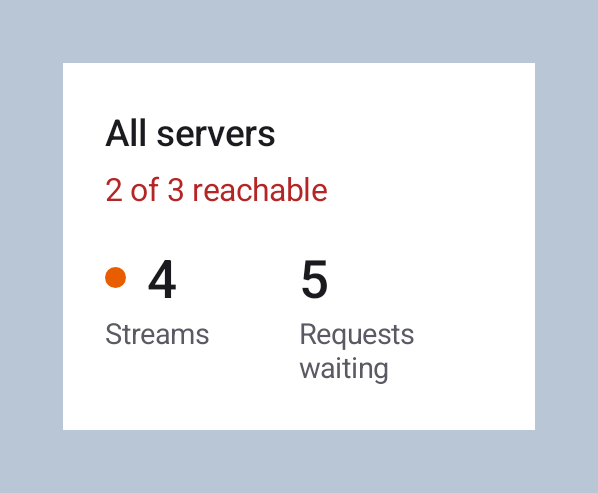 All servers
2 of 3 reachable
4
Streams
5
Requests
waiting